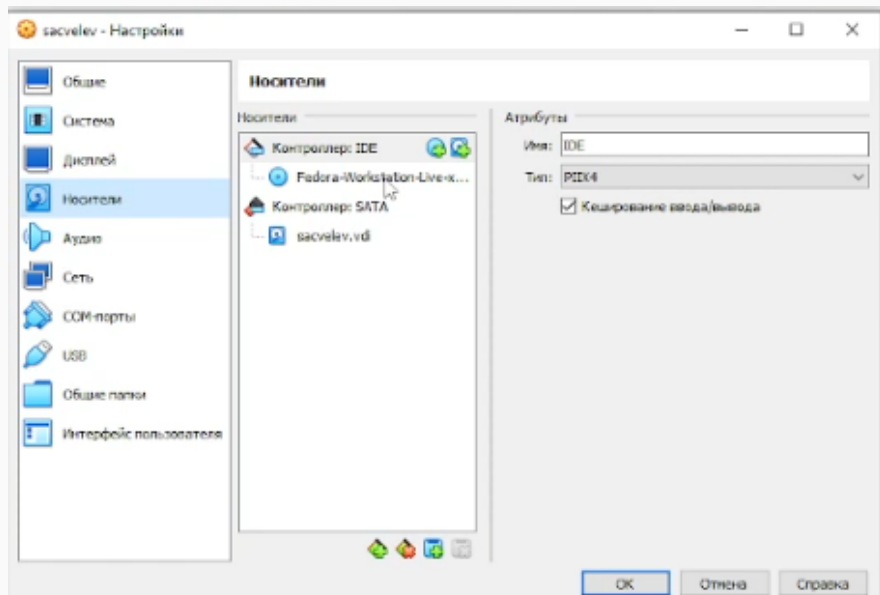 sacvelev - Настройки
Общие
Система
Дисплей
Носители
Аудио
Сеть
COM-порты
USB
Общие папки
Интерфейс пользователя
Носители
Носители
Контроллер: IDE
Fedora-Workstation-Live-x...
Контроллер: SATA
sacvelev.vdi
Атрибуты
Имя: IDE
Тип: PIIX4
Кеширование ввода/вывода
OK
Отмена
Справка